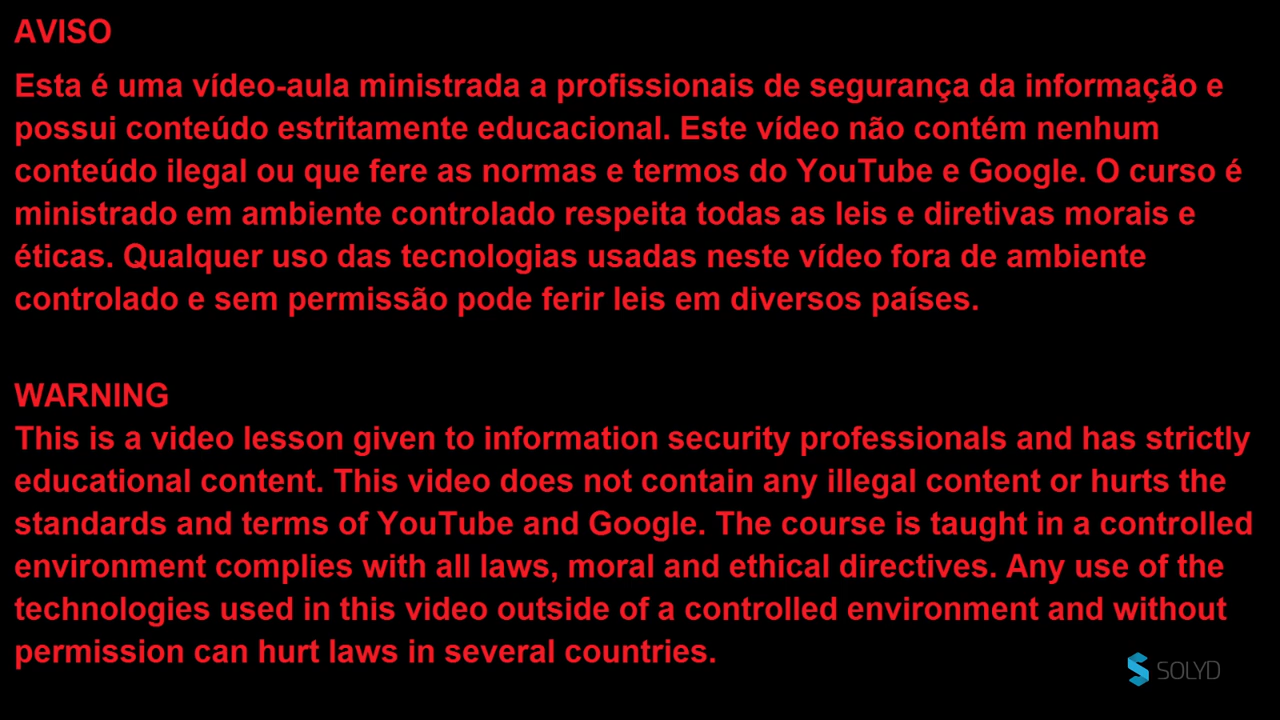 AVISO
Esta é uma vídeo-aula ministrada a profissionais de segurança da informação e
possui conteúdo estritamente educacional. Este vídeo não contém nenhum
conteúdo ilegal ou que fere as normas e termos do YouTube e Google. O curso é
ministrado em ambiente controlado respeita todas as leis e diretivas morais e
éticas. Qualquer uso das tecnologias usadas neste vídeo fora de ambiente
controlado e sem permissão pode ferir leis em diversos países.
WARNING
This is a video lesson given to information security professionals and has strictly
educational content. This video does not contain any illegal content or hurts the
standards and terms of YouTube and Google. The course is taught in a controlled
environment complies with all laws, moral and ethical directives. Any use of the
technologies used in this video outside of a controlled environment and without
permission can hurt laws in several countries.
SOLYD